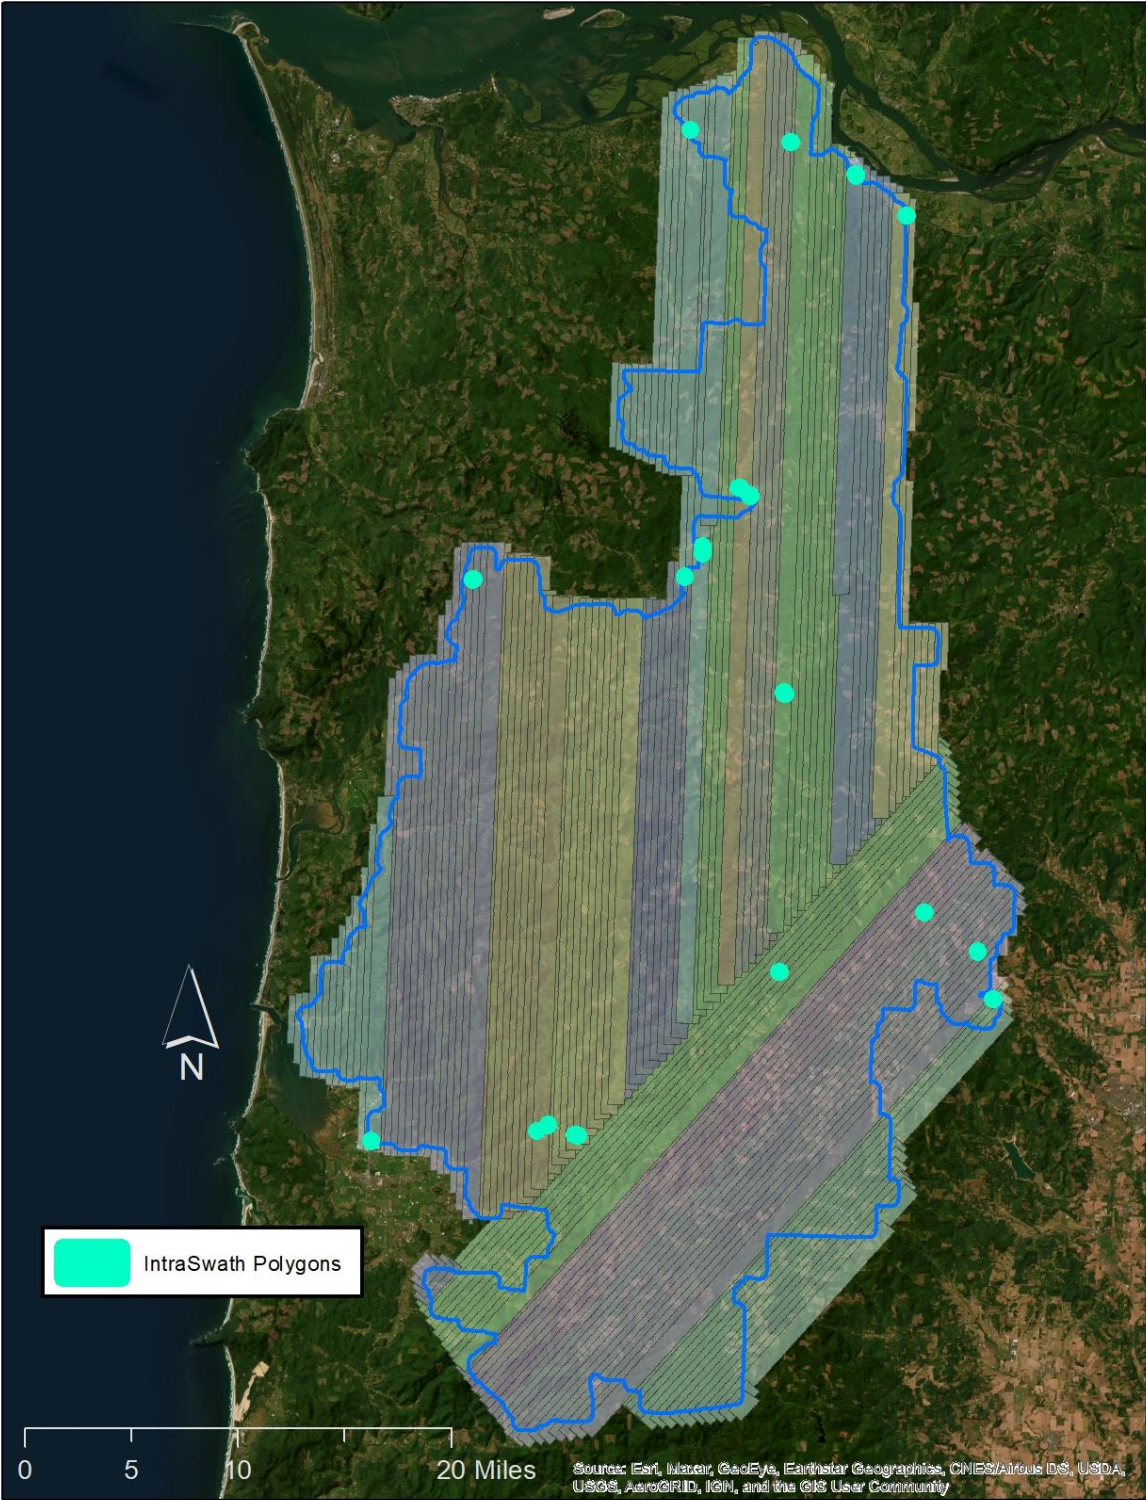 N
IntraSwath Polygons
0 5 10 20 Miles
Source: Esri, Maxar, GeoEye, Earthstar Geographics, CNES/Airbus DS, USDA,
USGS, AeroGRID, IGN, and the GIS User Community